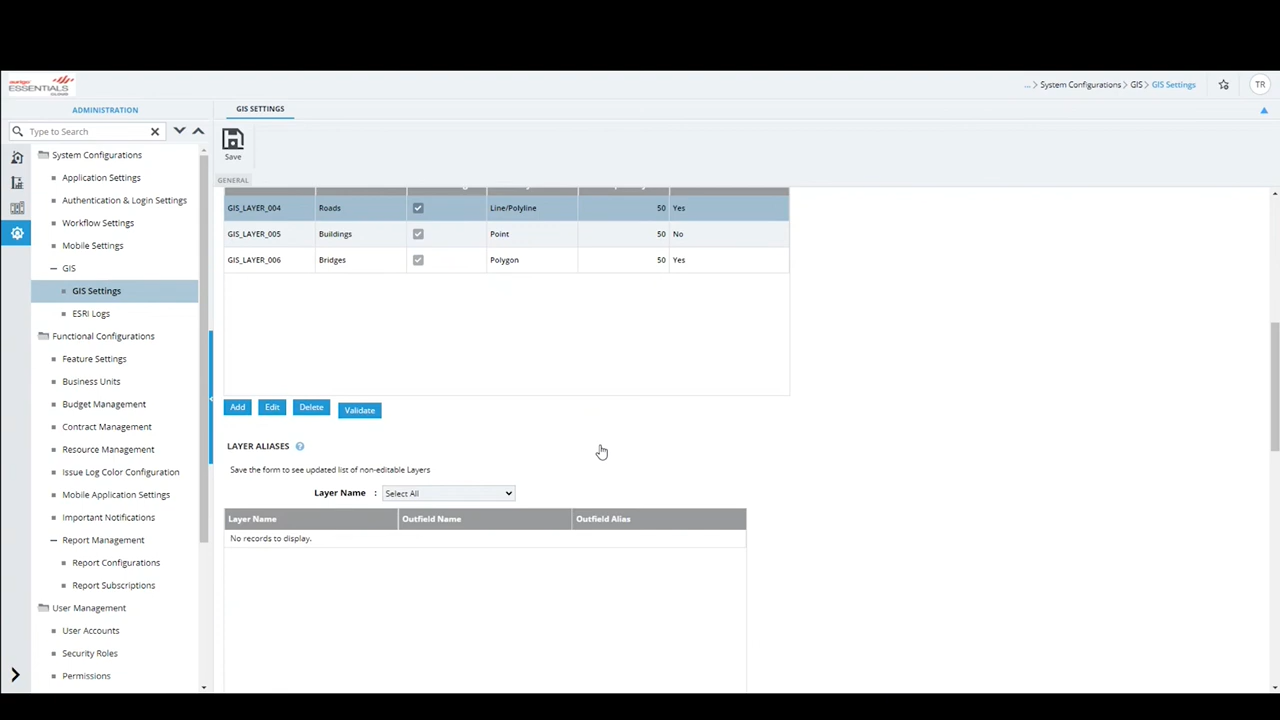 ESSENTIALS
... > System Configurations > GIS > GIS Settings
TR
ADMINISTRATION
GIS SETTINGS
Type to Search
Save
GENERAL
System Configurations
Application Settings
Authentication & Login Settings
Workflow Settings
Mobile Settings
GIS
GIS Settings
ESRI Logs
Functional Configurations
Feature Settings
Business Units
Budget Management
Contract Management
Resource Management
Issue Log Color Configuration
Mobile Application Settings
Important Notifications
Report Management
Report Configurations
Report Subscriptions
User Management
User Accounts
Security Roles
Permissions
GIS_LAYER_004 Roads Line/Polyline 50 Yes
GIS_LAYER_005 Buildings Point 50 No
GIS_LAYER_006 Bridges Polygon 50 Yes
Add Edit Delete Validate
LAYER ALIASES ?
Save the form to see updated list of non-editable Layers
Layer Name : Select All
Layer Name Outfield Name Outfield Alias
No records to display.